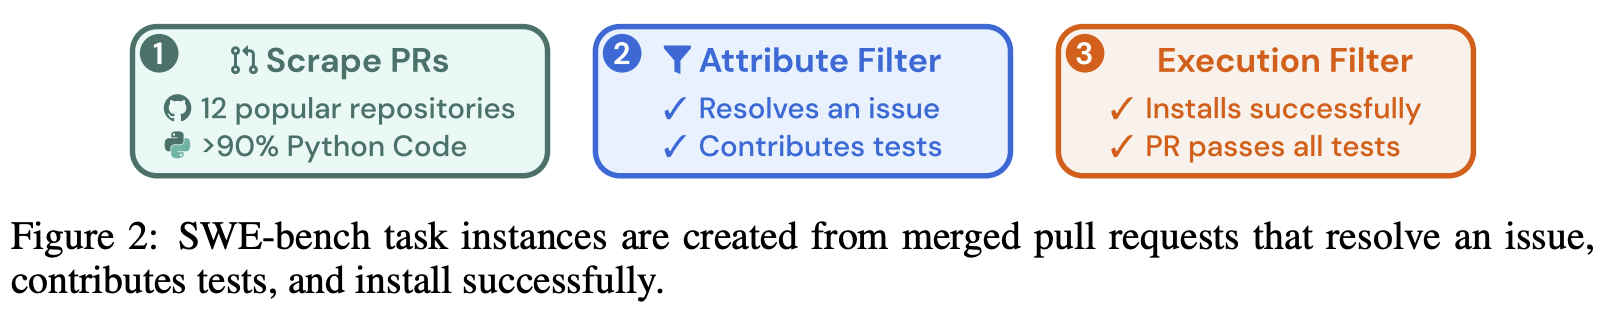 1 Scrape PRs
12 popular repositories
>90% Python Code
2 Attribute Filter
✓ Resolves an issue
✓ Contributes tests
3 Execution Filter
✓ Installs successfully
✓ PR passes all tests
Figure 2: SWE-bench task instances are created from merged pull requests that resolve an issue,
contributes tests, and install successfully.